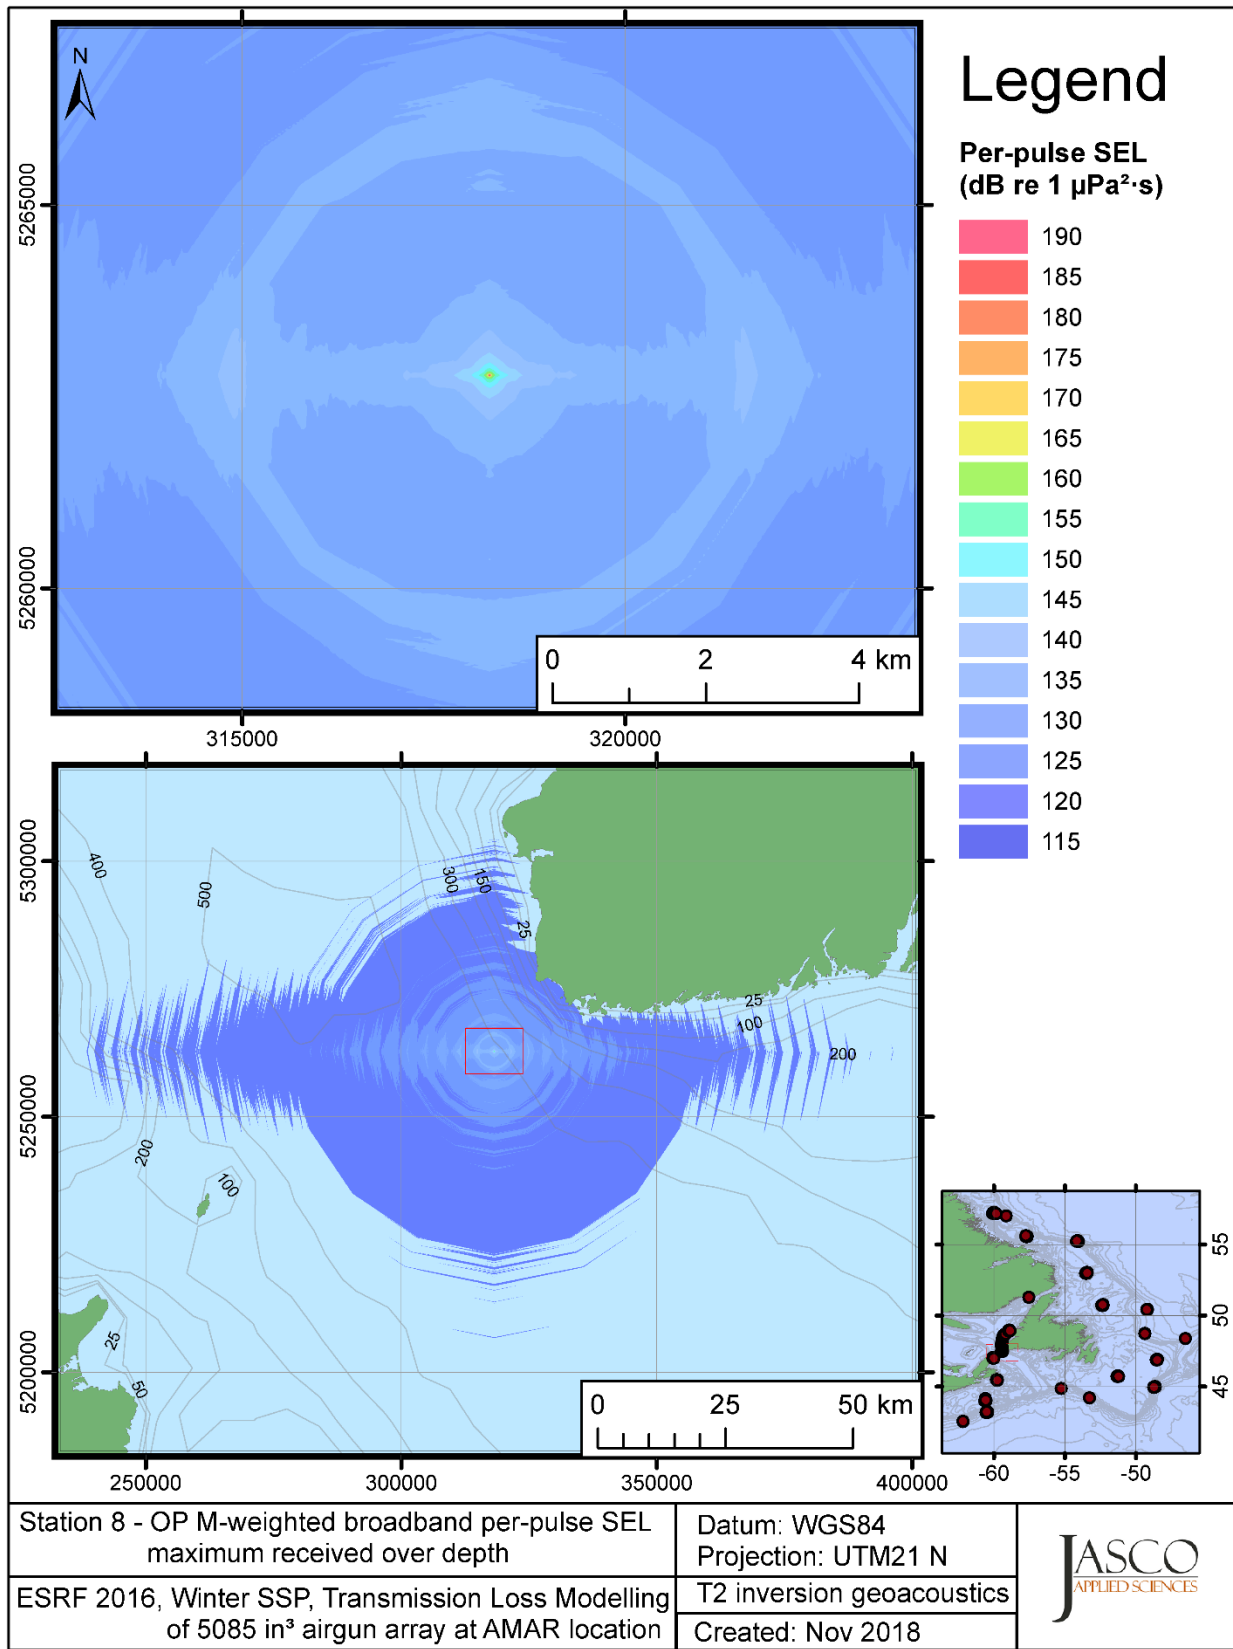 N
5265000
5260000
0 2 4 km
315000 320000
Legend
Per-pulse SEL
(dB re 1 µPa²·s)
190
185
180
175
170
165
160
155
150
145
140
135
130
125
120
115
5300000
5250000
5200000
400
500
300
150
25
25
100
200
200
100
25
50
0 25 50 km
250000 300000 350000 400000
55
50
45
-60 -55 -50
Station 8 - OP M-weighted broadband per-pulse SEL
maximum received over depth
ESRF 2016, Winter SSP, Transmission Loss Modelling
of 5085 in³ airgun array at AMAR location
Datum: WGS84
Projection: UTM21 N
T2 inversion geoacoustics
Created: Nov 2018
JASCO
APPLIED SCIENCES